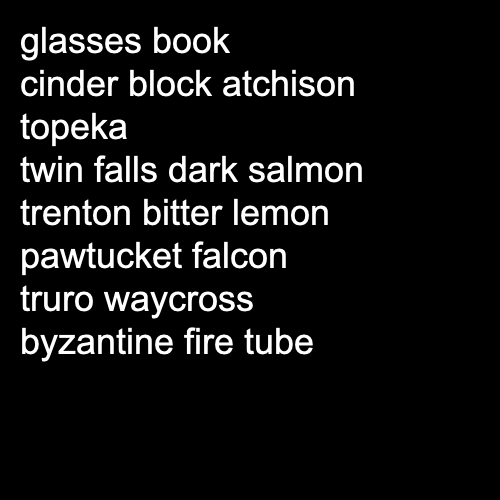 glasses book
cinder block atchison
topeka
twin falls dark salmon
trenton bitter lemon
pawtucket falcon
truro waycross
byzantine fire tube